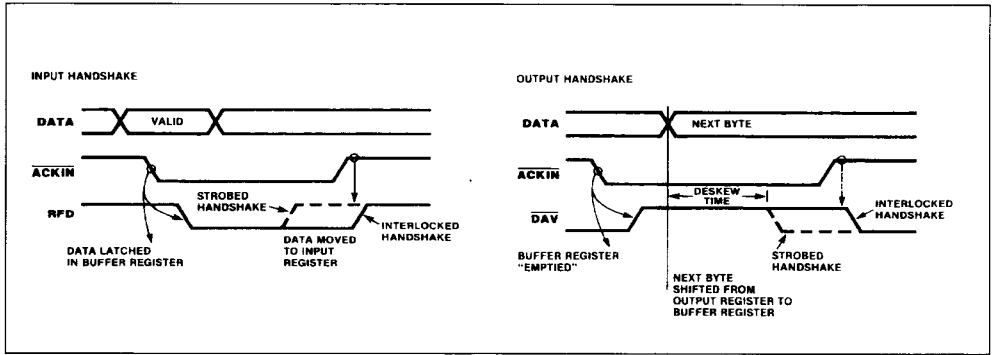 INPUT HANDSHAKE
DATA
VALID
ACKIN
RFD
STROBED
HANDSHAKE
INTERLOCKED
HANDSHAKE
DATA LATCHED
IN BUFFER REGISTER
DATA MOVED
TO INPUT
REGISTER
OUTPUT HANDSHAKE
DATA
NEXT BYTE
ACKIN
DESKEW
TIME
DAV
INTERLOCKED
HANDSHAKE
BUFFER REGISTER
"EMPTIED"
STROBED
HANDSHAKE
NEXT BYTE
SHIFTED FROM
OUTPUT REGISTER TO
BUFFER REGISTER